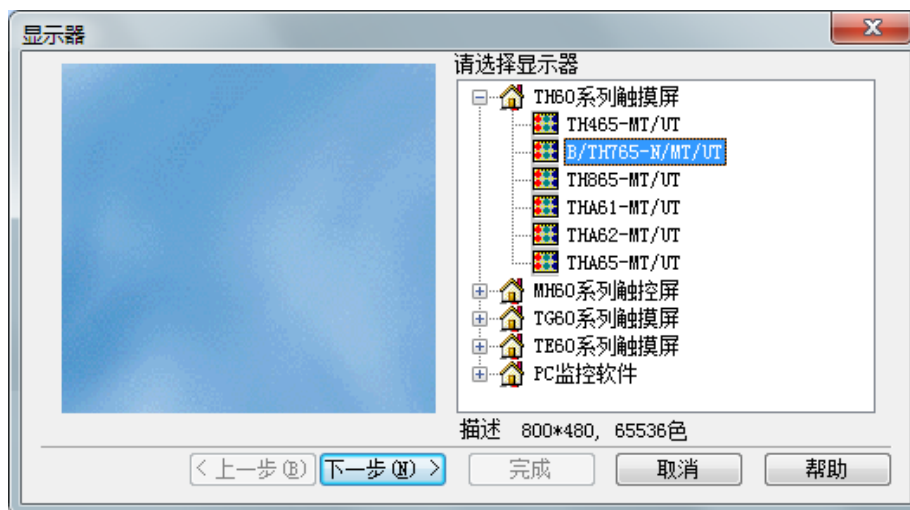 显示器
请选择显示器
TH60系列触摸屏
TH465-MT/UT
B/TH765-N/MT/UT
TH865-MT/UT
THA61-MT/UT
THA62-MT/UT
THA65-MT/UT
MH60系列触控屏
TG60系列触摸屏
TE60系列触摸屏
PC监控软件
描述 800*480, 65536色
< 上一步(B) 下一步(N) > 完成 取消 帮助